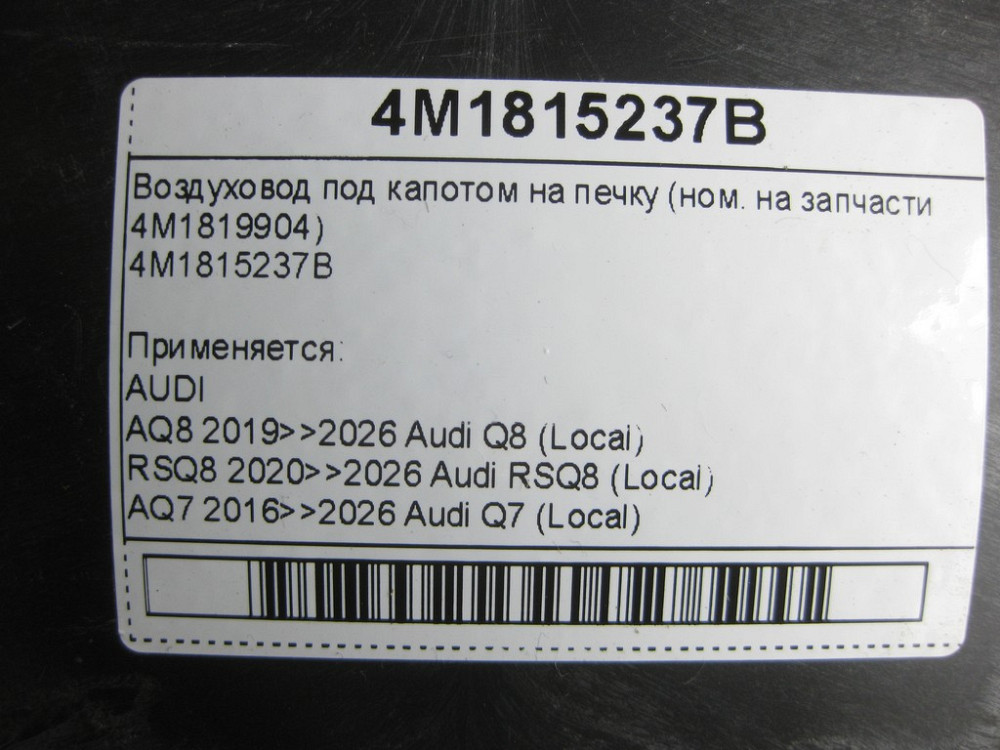 4M1815237B
Воздуховод под капотом на печку (ном. на запчасти
4M1819904)
4M1815237B
Применяется:
AUDI
AQ8 2019>>2026 Audi Q8 (Local)
RSQ8 2020>>2026 Audi RSQ8 (Local)
AQ7 2016>>2026 Audi Q7 (Local)